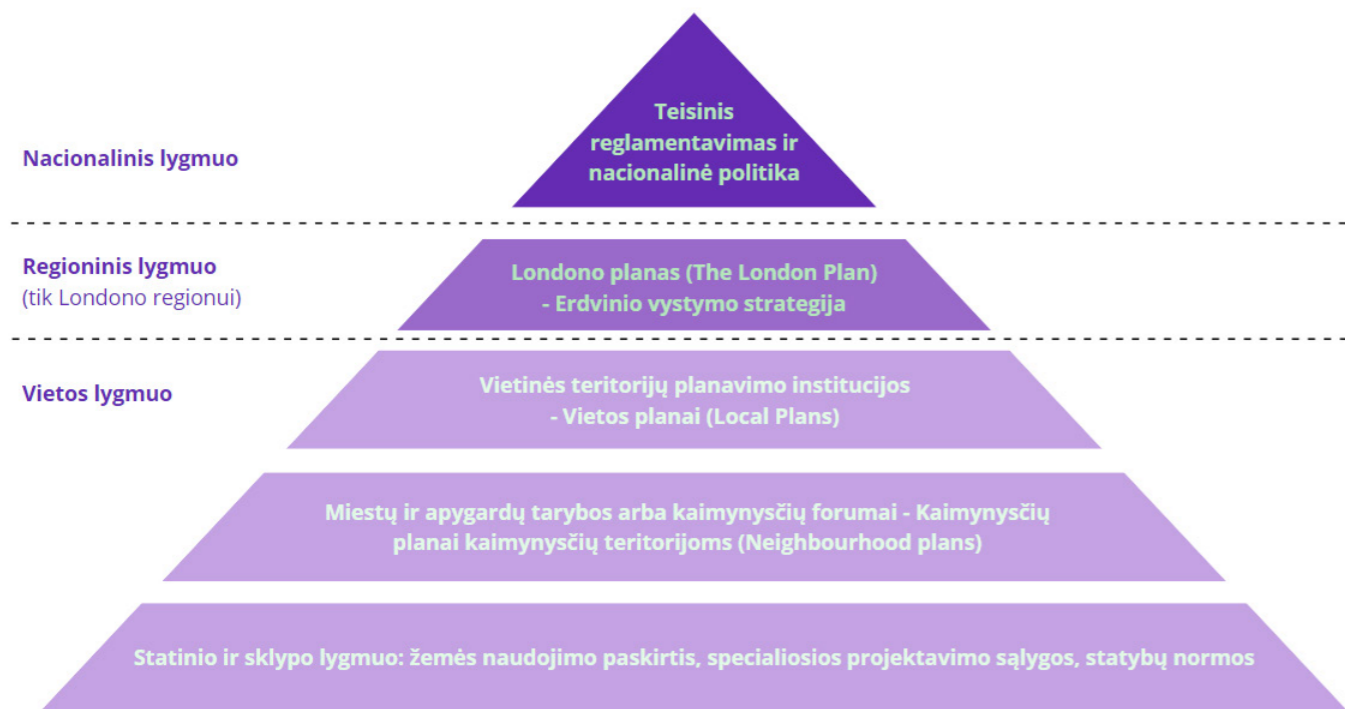 Teisinis
reglamentavimas ir
nacionalinė politika
Nacionalinis lygmuo
Regioninis lygmuo
(tik Londono regionui)
Londono planas (The London Plan)
- Erdvinio vystymo strategija
Vietos lygmuo
Vietinės teritorijų planavimo institucijos
- Vietos planai (Local Plans)
Miestų ir apygardų tarybos arba kaimynysčių forumai - Kaimynysčių
planai kaimynysčių teritorijoms (Neighbourhood plans)
Statinio ir sklypo lygmuo: žemės naudojimo paskirtis, specialiosios projektavimo sąlygos, statybų normos